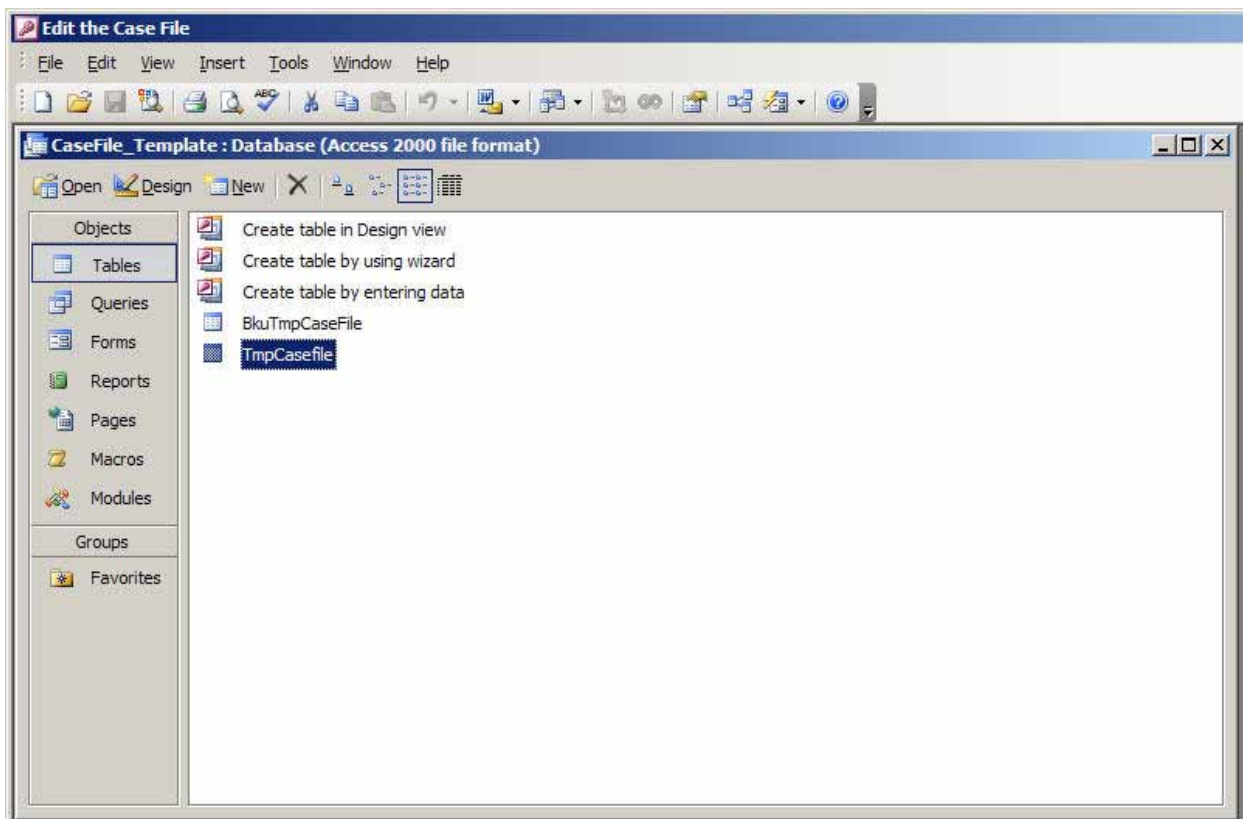 Edit the Case File
File Edit View Insert Tools Window Help
ABC W
CaseFile_Template : Database (Access 2000 file format)
Open Design New
Objects
Tables
Queries
Forms
Reports
Pages
Macros
Modules
Groups
Favorites
Create table in Design view
Create table by using wizard
Create table by entering data
BkuTmpCaseFile
TmpCasefile